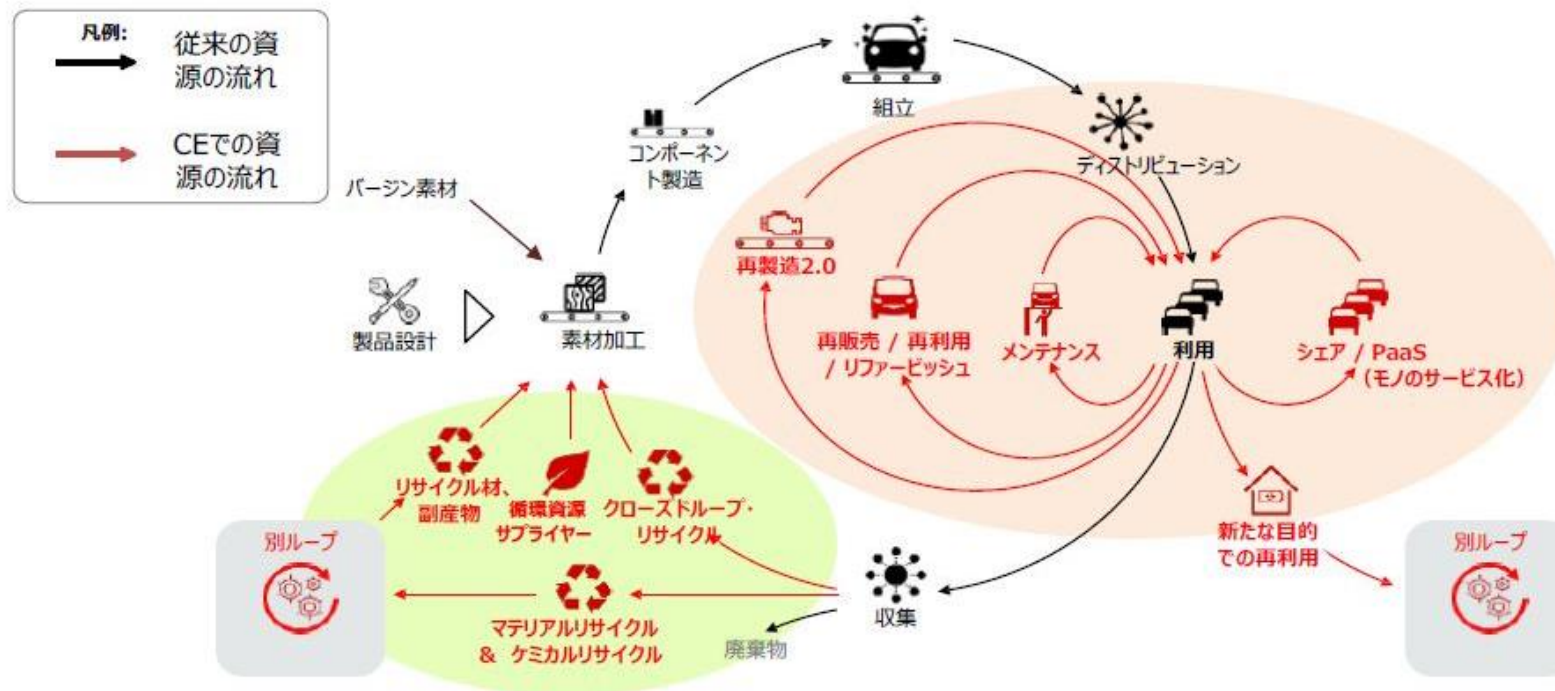 凡例:
従来の資
源の流れ
CEでの資
源の流れ
組立
コンポーネン
ト製造
ディストリビューション
バージン素材
再製造2.0
製品設計
素材加工
再販売 / 再利用
/ リファービッシュ
メンテナンス
利用
シェア / PaaS
(モノのサービス化)
リサイクル材、
副産物
循環資源
サプライヤー
クローズドループ・
リサイクル
新たな目的
での再利用
別ループ
別ループ
収集
マテリアルリサイクル
& ケミカルリサイクル
廃棄物